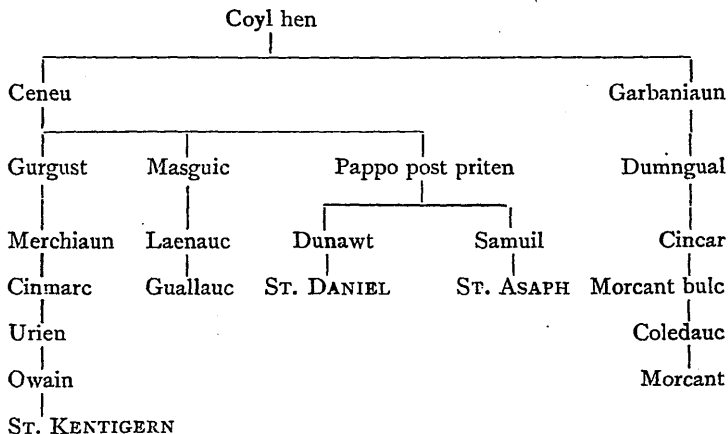 Coyl hen
Ceneu Garbaniaun
Gurgust Masguic Pappo post priten Dumngual
Merchiaun Laenauc Dunawt Samuil Cincar
Cinmarc Guallauc ST. DANIEL ST. ASAPH Morcant bulc
Urien Coledauc
Owain Morcant
ST. KENTIGERN